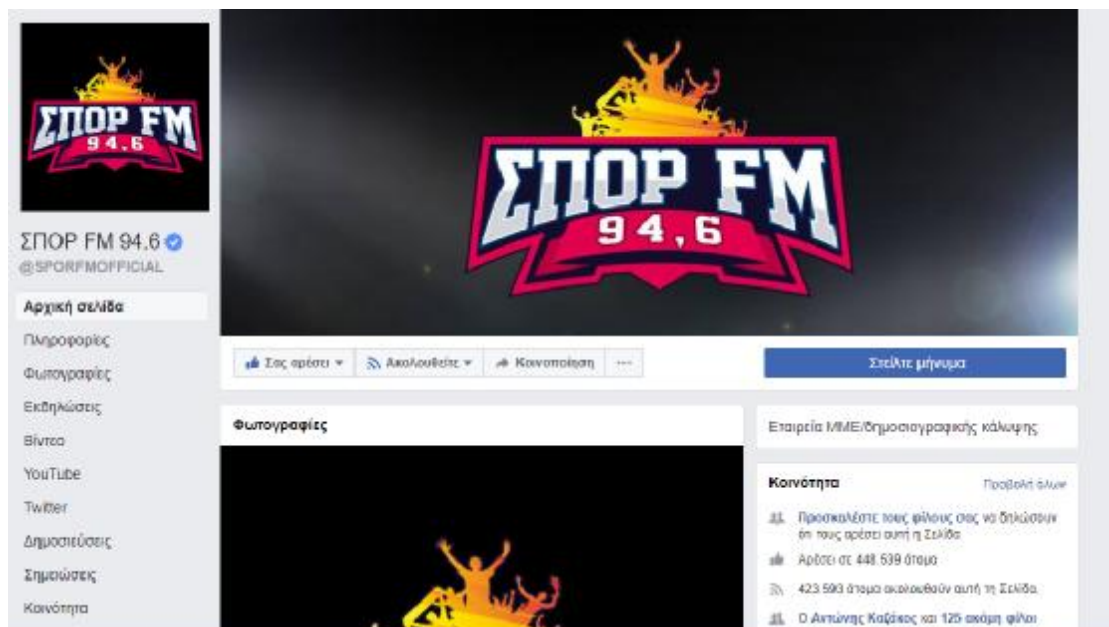 ΣΠΟΡ FM
94,6
ΣΠΟΡ FM 94,6
@SPORFMOFFICIAL
Αρχική σελίδα
Πληροφορίες
Φωτογραφίες
Εκδηλώσεις
Βίντεο
YouTube
Twitter
Δημοσιεύσεις
Σημειώσεις
Κοινότητα
ΣΠΟΡ FM
94,6
Σας αρέσει
Ακολουθείτε
Κοινοποίηση
Στείλτε μήνυμα
Φωτογραφίες
Εταιρεία ΜΜΕ/δημοσιογραφικής κάλυψης
Κοινότητα
Προβολή όλων
Προσκαλέστε τους φίλους σας να δηλώσουν
ότι τους αρέσει αυτή η Σελίδα
Αρέσει σε 448.539 άτομα
423.593 άτομα ακολουθούν αυτή τη Σελίδα
Ο Αντώνης Καζάκος και 125 ακόμη φίλοι